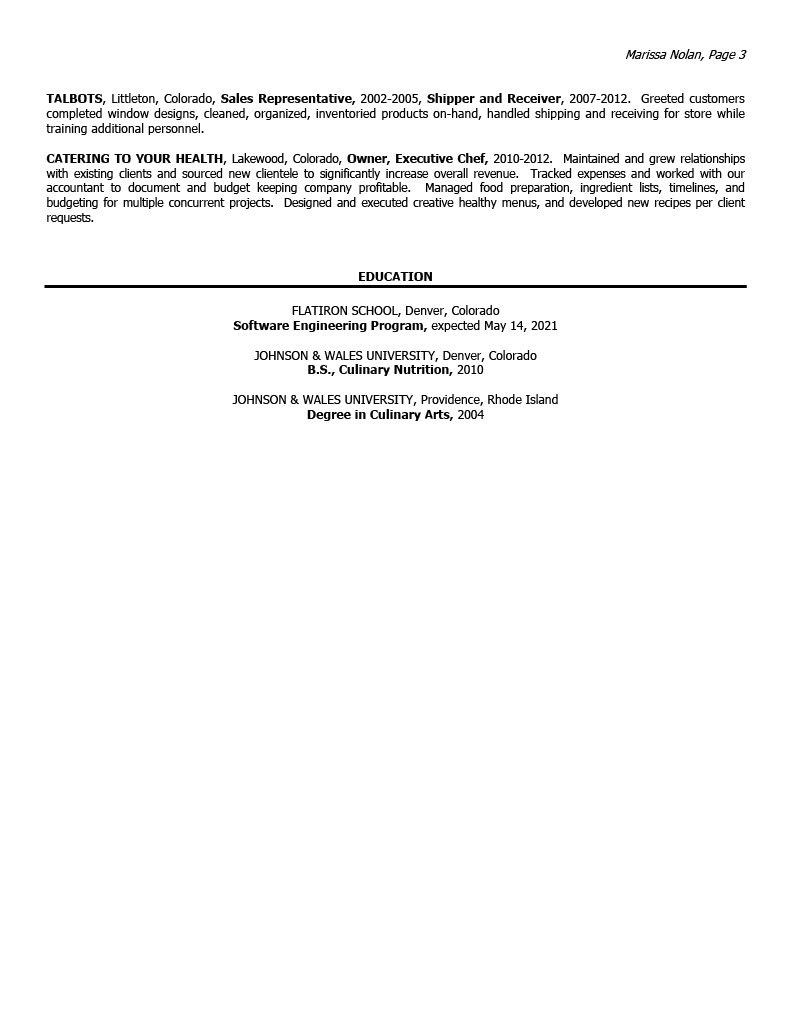 Marissa Nolan, Page 3
TALBOTS, Littleton, Colorado, Sales Representative, 2002-2005, Shipper and Receiver, 2007-2012.  Greeted customers
completed window designs, cleaned, organized, inventoried products on-hand, handled shipping and receiving for store while
training additional personnel.
CATERING TO YOUR HEALTH, Lakewood, Colorado, Owner, Executive Chef, 2010-2012.  Maintained and grew relationships
with existing clients and sourced new clientele to significantly increase overall revenue.  Tracked expenses and worked with our
accountant to document and budget keeping company profitable.  Managed food preparation, ingredient lists, timelines, and
budgeting for multiple concurrent projects.  Designed and executed creative healthy menus, and developed new recipes per client
requests.
EDUCATION
FLATIRON SCHOOL, Denver, Colorado
Software Engineering Program, expected May 14, 2021
JOHNSON & WALES UNIVERSITY, Denver, Colorado
B.S., Culinary Nutrition, 2010
JOHNSON & WALES UNIVERSITY, Providence, Rhode Island
Degree in Culinary Arts, 2004